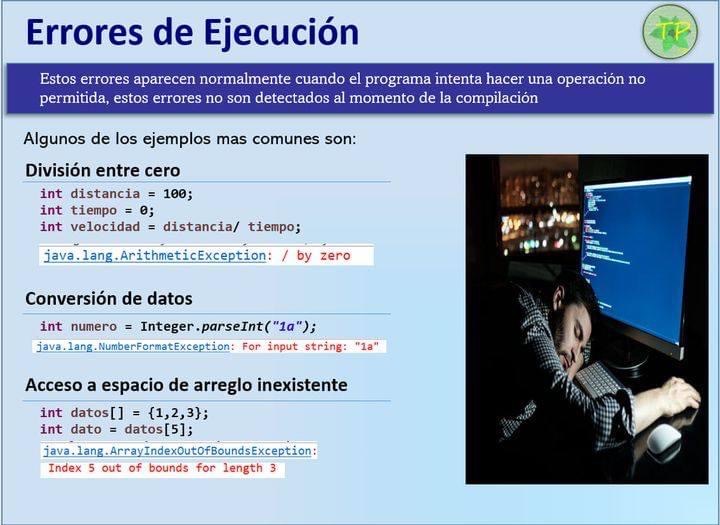 Errores de Ejecución
TP
Estos errores aparecen normalmente cuando el programa intenta hacer una operación no
permitida, estos errores no son detectados al momento de la compilación
Algunos de los ejemplos mas comunes son:
División entre cero
int distancia = 100;
int tiempo = 0;
int velocidad = distancia/ tiempo;
java.lang.ArithmeticException: / by zero
Conversión de datos
int numero = Integer.parseInt("1a");
java.lang.NumberFormatException: For input string: "1a"
Acceso a espacio de arreglo inexistente
int datos[] = {1,2,3};
int dato = datos[5];
java.lang.ArrayIndexOutOfBoundsException:
Index 5 out of bounds for length 3